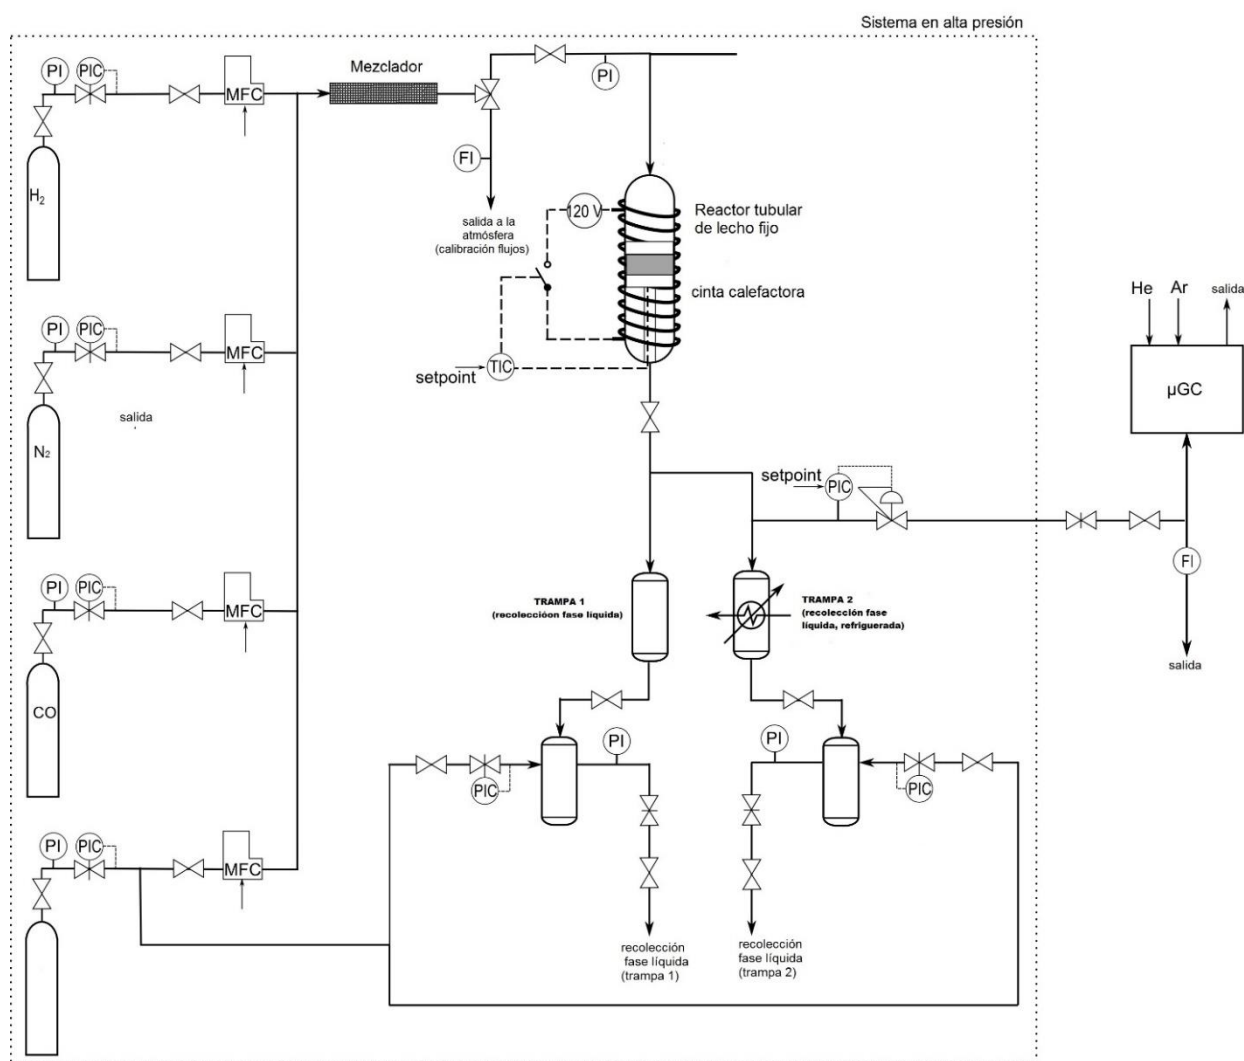 Sistema en alta presión
PI
PIC
MFC
H2
Mezclador
PI
FI
salida a la
atmósfera
(calibración flujos)
120 V
Reactor tubular
de lecho fijo
cinta calefactora
setpoint
TIC
He
Ar
salida
μGC
PI
PIC
MFC
N2
salida
setpoint
PIC
FI
salida
PI
PIC
MFC
CO
TRAMPA 1
(recoleccióon fase líquida)
TRAMPA 2
(recolección fase
líquida, refriguerada)
PIC
PI
PI
PIC
PI
PIC
MFC
recolección
fase líquida
(trampa 1)
recolección
fase líquida
(trampa 2)